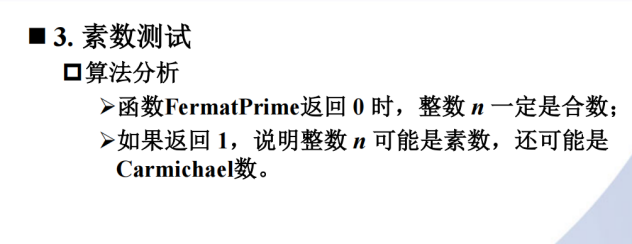 ■ 3. 素数测试
口算法分析
➢函数FermatPrime返回 0 时，整数 n 一定是合数；
➢如果返回 1，说明整数 n 可能是素数，还可能是
Carmichael数。